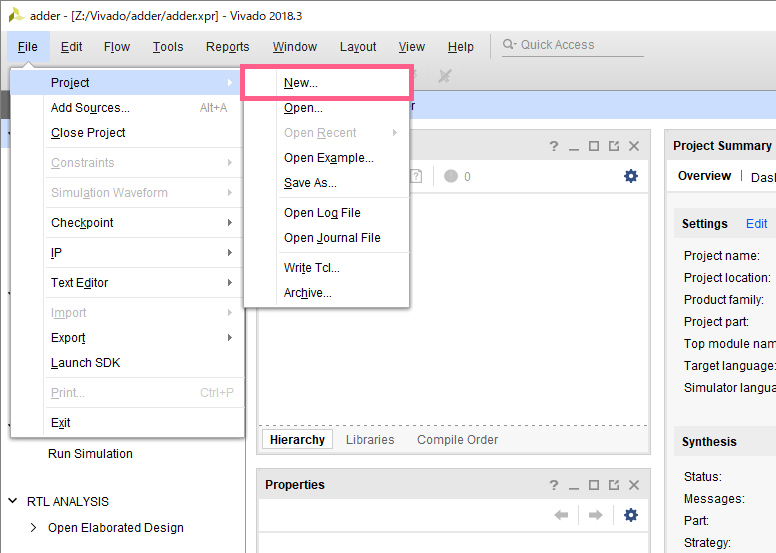 adder - [Z:/Vivado/adder/adder.xpr] - Vivado 2018.3
File Edit Flow Tools Reports Window Layout View Help Quick Access
Project
Add Sources... Alt+A
Close Project
Constraints
Simulation Waveform
Checkpoint
IP
Text Editor
Import
Export
Launch SDK
Print... Ctrl+P
Exit
New...
Open...
Open Recent
Open Example...
Save As...
Open Log File
Open Journal File
Write Tcl...
Archive...
? 0
Hierarchy Libraries Compile Order
Properties
Run Simulation
RTL ANALYSIS
Open Elaborated Design
Project Summary
Overview | Das
Settings Edit
Project name:
Project location:
Product family:
Project part:
Top module nam
Target language:
Simulator langua
Synthesis
Status:
Messages:
Part:
Strategy: